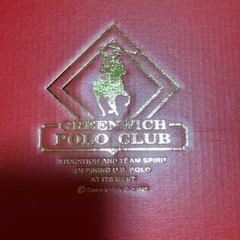 GREENWICH
POLO CLUB
TRADITION AND TEAM SPIRIT
DEFINING U.S. POLO
AT ITS BEST
©